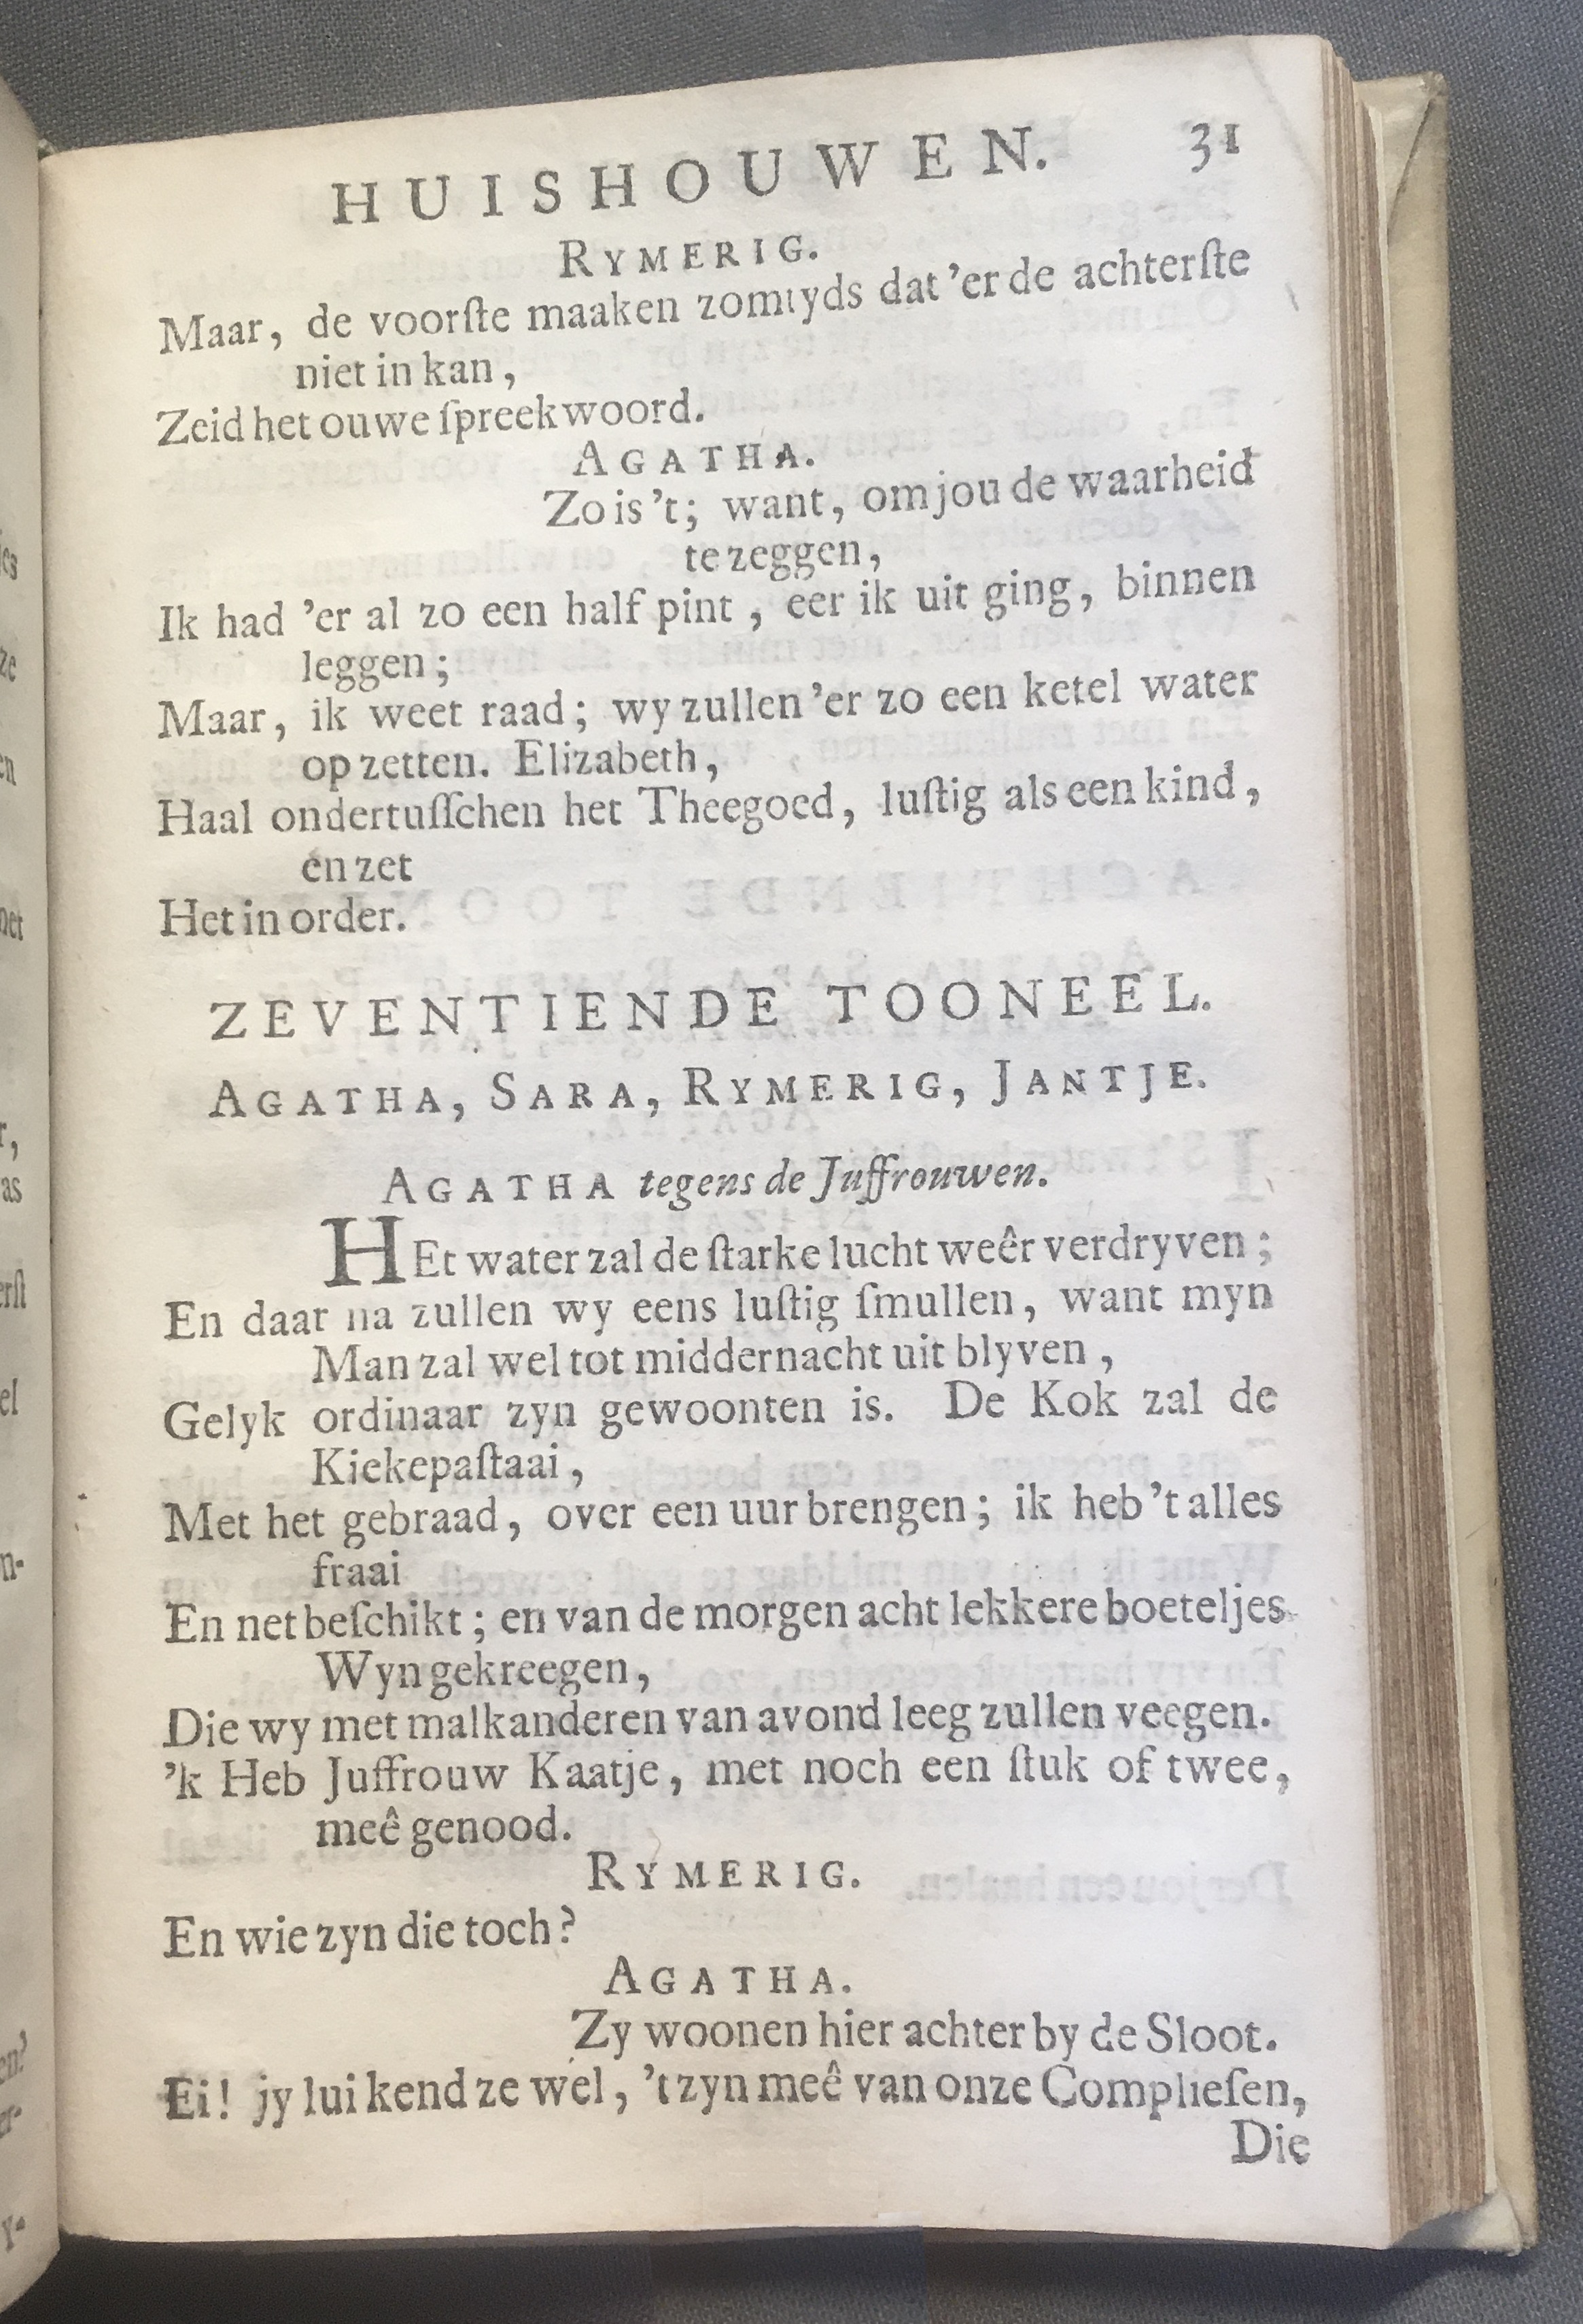 HUISHOUWEN. 31
RYMERIG.
Maar, de voorſte maaken zomtyds dat 'er de achterſte
niet in kan,
Zeid het ouwe ſpreekwoord.
AGATHA.
Zo is 't; want, om jou de waarheid
te zeggen,
Ik had 'er al zo een half pint, eer ik uit ging, binnen
leggen;
Maar, ik weet raad; wy zullen 'er zo een ketel water
op zetten. Elizabeth,
Haal ondertuſſchen het Theegoed, luſtig als een kind,
en zet
Het in order.
ZEVENTIENDE TOONEEL.
AGATHA, SARA, RYMERIG, JANTJE.
AGATHA tegens de Juffrouwen.
HEt water zal de ſtarke lucht weêr verdryven;
En daar na zullen wy eens luſtig ſmullen, want myn
Man zal wel tot middernacht uit blyven,
Gelyk ordinaar zyn gewoonten is. De Kok zal de
Kiekepaſtaai,
Met het gebraad, over een uur brengen; ik heb 't alles
fraai
En net beſchikt; en van de morgen acht lekkere boeteljes
Wyn gekreegen,
Die wy met malkanderen van avond leeg zullen veegen.
'k Heb Juffrouw Kaatje, met noch een ſtuk of twee,
meê genood.
RYMERIG.
En wie zyn die toch?
AGATHA.
Zy woonen hier achter by de Sloot.
Ei! jy lui kend ze wel, 't zyn meê van onze Complieſen,
Die